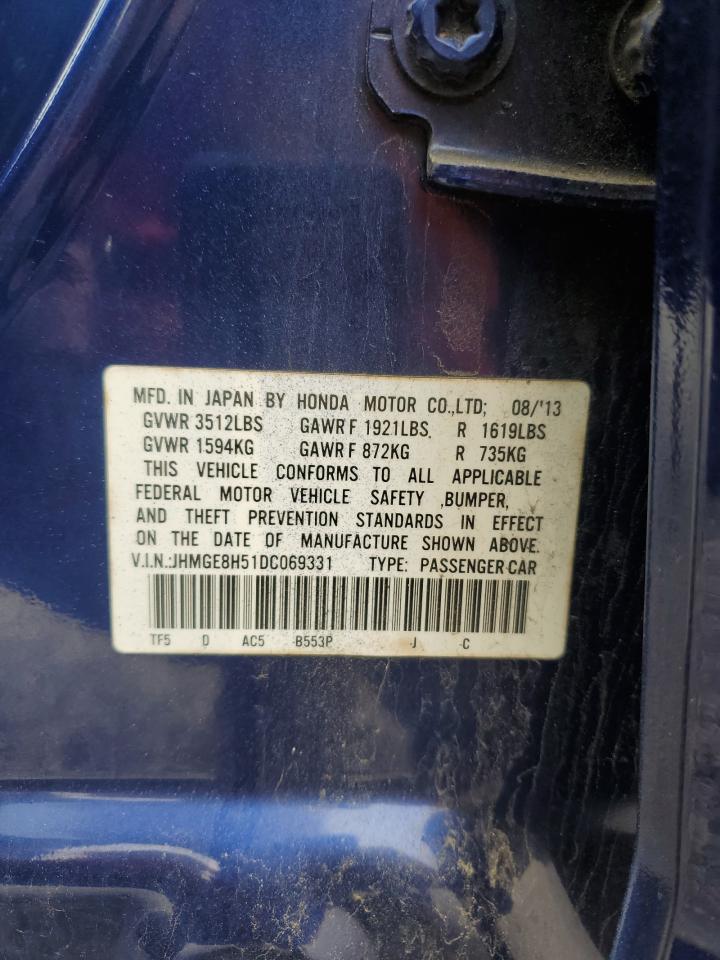 MFD. IN JAPAN BY HONDA MOTOR CO.,LTD; 08/'13
GVWR 3512LBS GAWR F 1921LBS. R 1619LBS
GVWR 1594KG GAWR F 872KG R 735KG
THIS VEHICLE CONFORMS TO ALL APPLICABLE
FEDERAL MOTOR VEHICLE SAFETY ,BUMPER,
AND THEFT PREVENTION STANDARDS IN EFFECT
ON THE DATE OF MANUFACTURE SHOWN ABOVE.
V.I.N.:JHMGE8H51DC069331 TYPE: PASSENGER CAR
TF5 D AC5 B553P J C